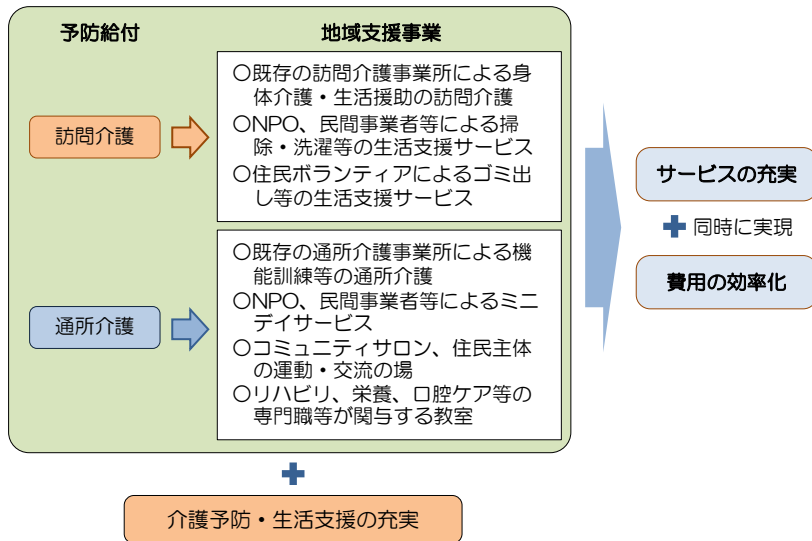 予防給付
地域支援事業
訪問介護
○既存の訪問介護事業所による身
体介護・生活援助の訪問介護
○NPO、民間事業者等による掃
除・洗濯等の生活支援サービス
○住民ボランティアによるゴミ出
し等の生活支援サービス
通所介護
○既存の通所介護事業所による機
能訓練等の通所介護
○NPO、民間事業者等によるミニ
デイサービス
○コミュニティサロン、住民主体
の運動・交流の場
○リハビリ、栄養、口腔ケア等の
専門職等が関与する教室
サービスの充実
同時に実現
費用の効率化
介護予防・生活支援の充実